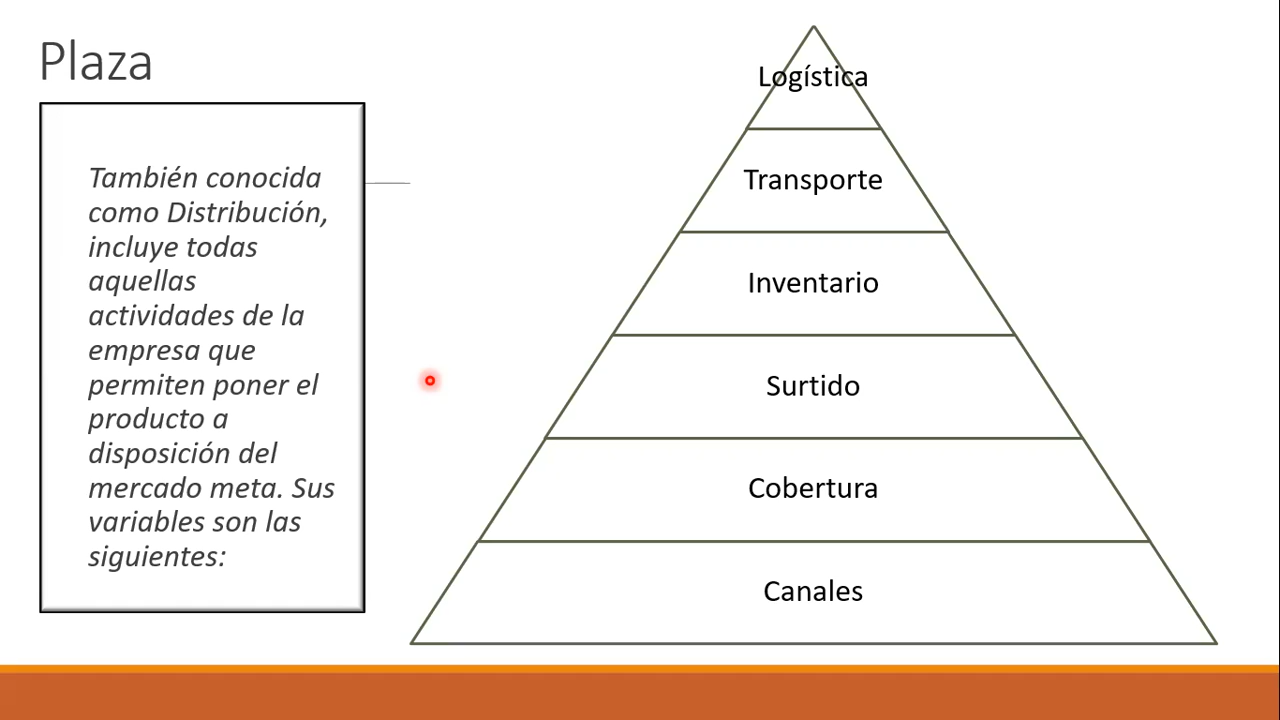 Plaza
También conocida
como Distribución,
incluye todas
aquellas
actividades de la
empresa que
permiten poner el
producto a
disposición del
mercado meta. Sus
variables son las
siguientes:
Logística
Transporte
Inventario
Surtido
Cobertura
Canales